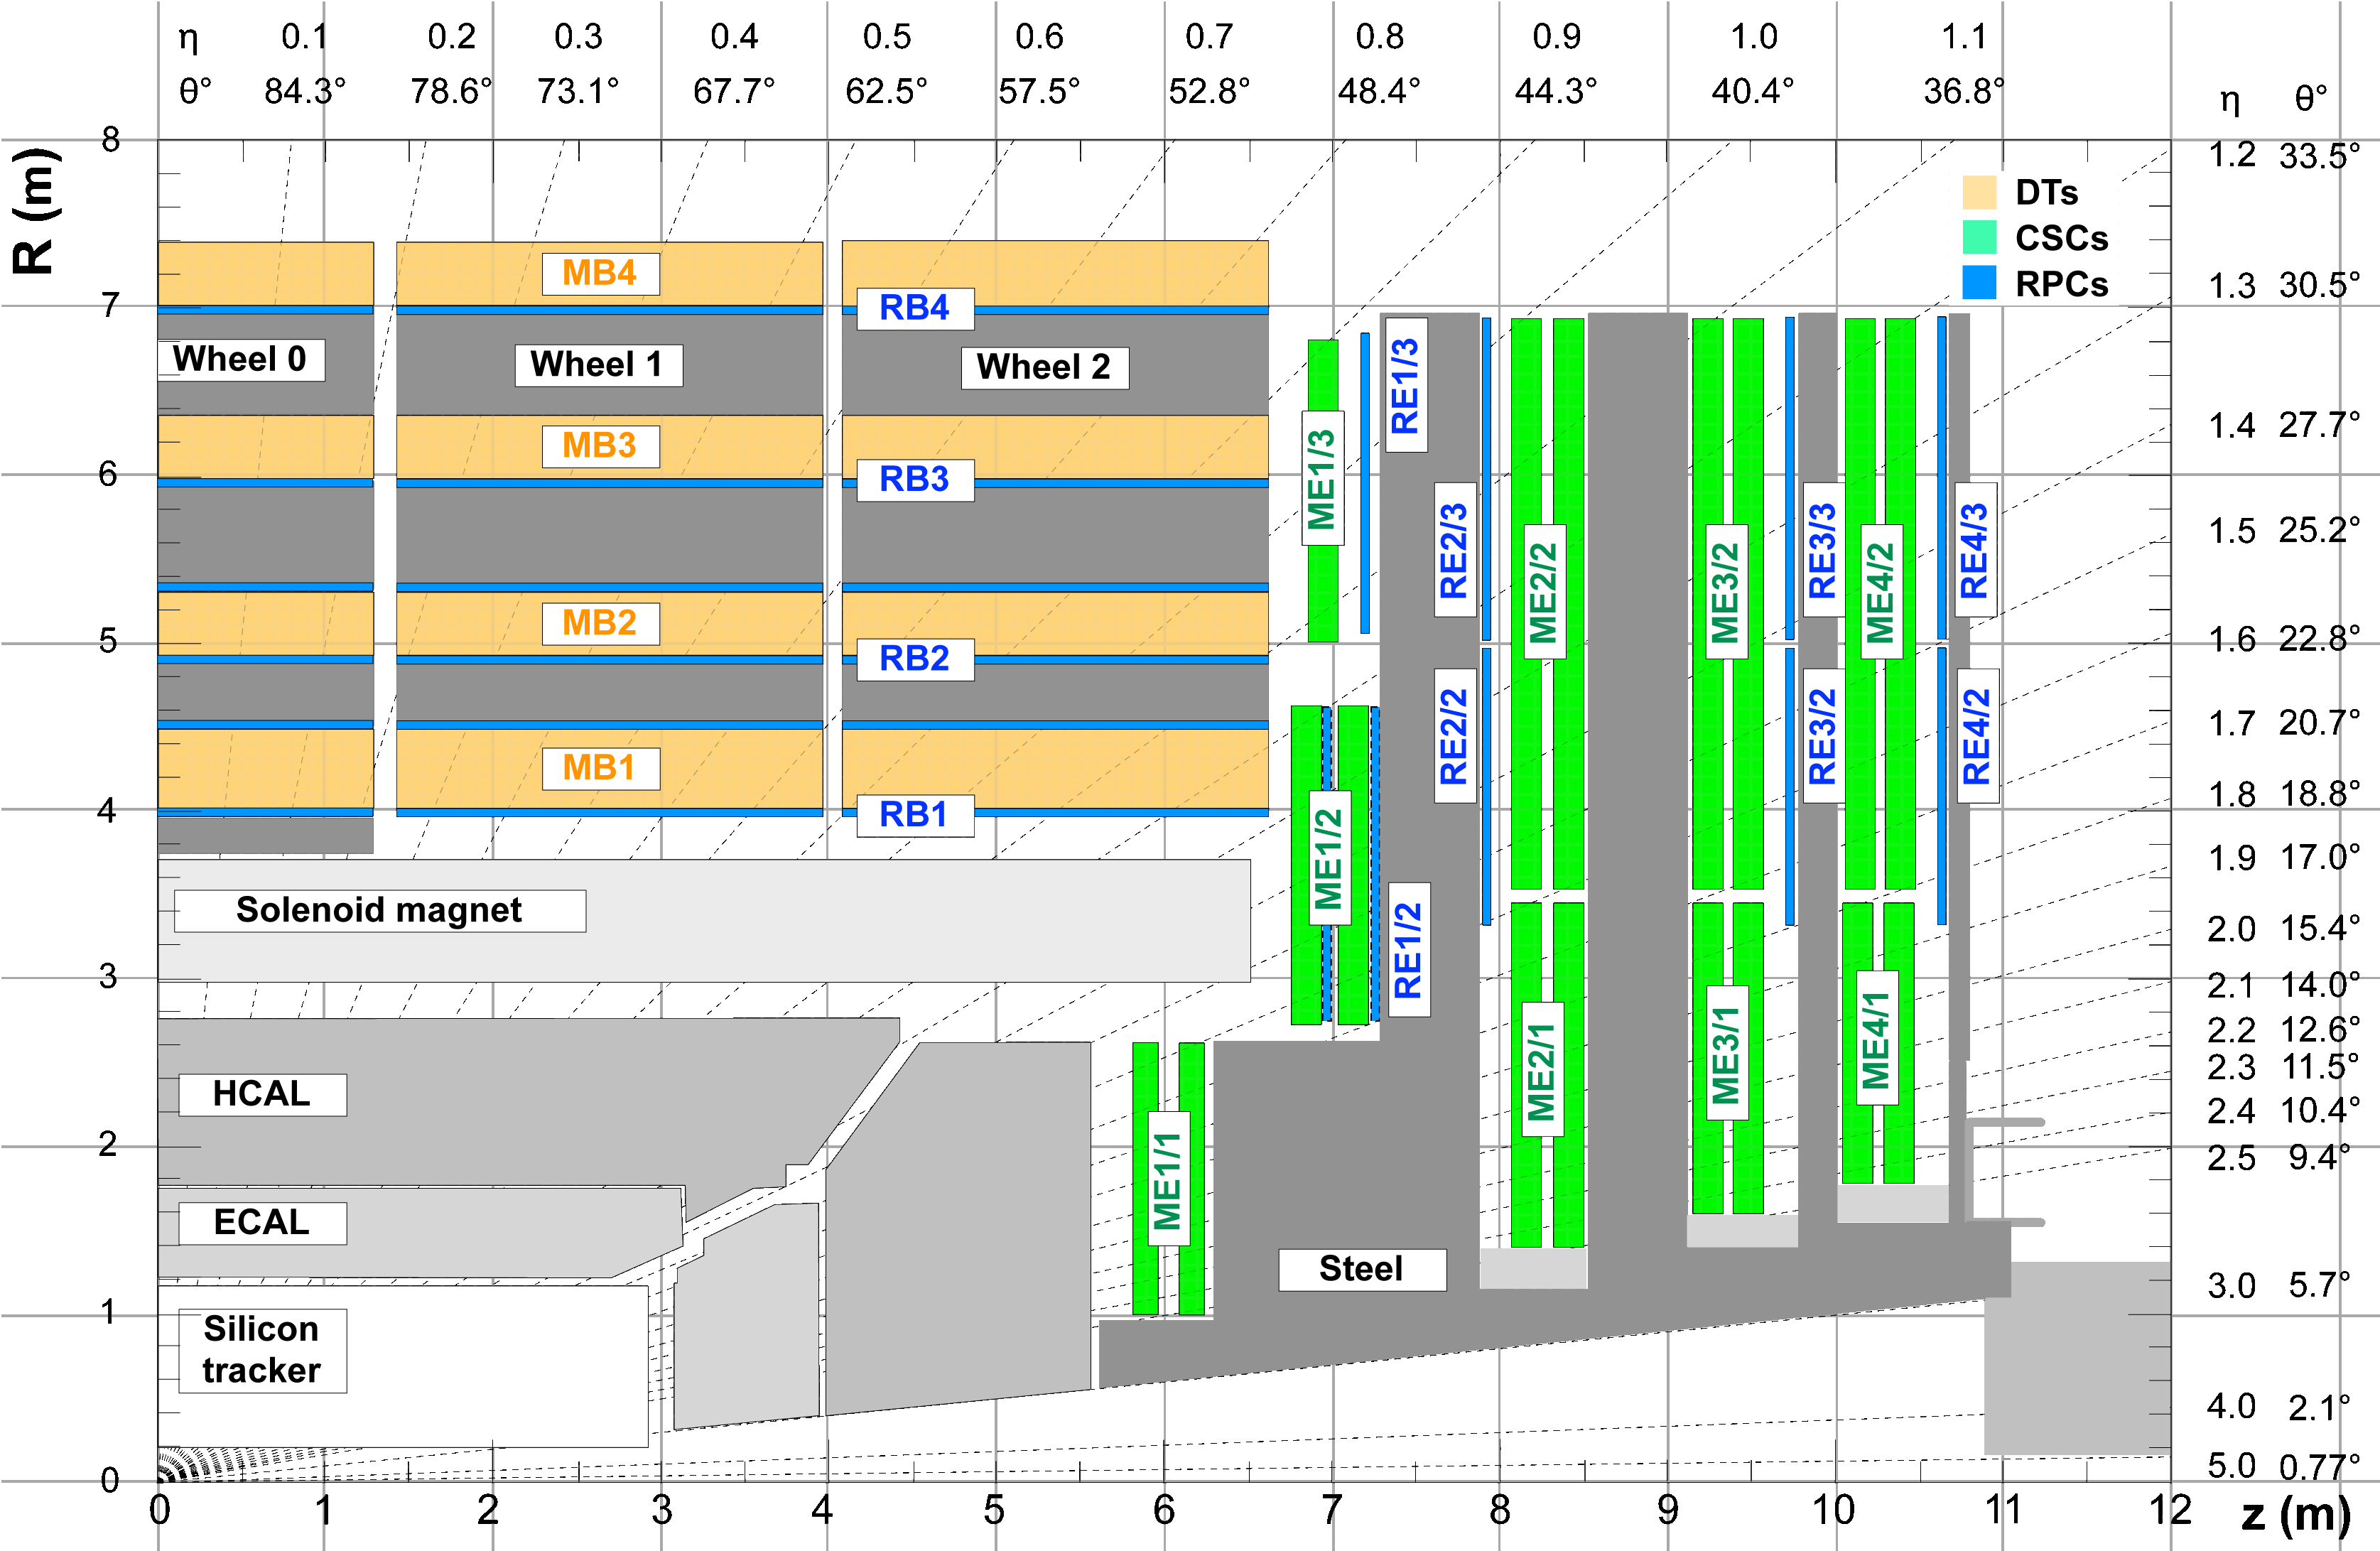 η 0.1 0.2 0.3 0.4 0.5 0.6 0.7 0.8 0.9 1.0 1.1
θ° 84.3° 78.6° 73.1° 67.7° 62.5° 57.5° 52.8° 48.4° 44.3° 40.4° 36.8°
η θ°
1.2 33.5°
1.3 30.5°
1.4 27.7°
1.5 25.2°
1.6 22.8°
1.7 20.7°
1.8 18.8°
1.9 17.0°
2.0 15.4°
2.1 14.0°
2.2 12.6°
2.3 11.5°
2.4 10.4°
2.5 9.4°
3.0 5.7°
4.0 2.1°
5.0 0.77°
R (m)
8
7
6
5
4
3
2
1
0
DTs
CSCs
RPCs
MB4
RB4
Wheel 0
Wheel 1
Wheel 2
MB3
RB3
MB2
RB2
MB1
RB1
Solenoid magnet
HCAL
ECAL
Silicon
tracker
Steel
ME1/3
RE1/3
ME1/2
RE1/2
ME1/1
RE2/3
RE2/2
ME2/2
ME2/1
ME3/2
ME3/1
RE3/3
RE3/2
ME4/2
ME4/1
RE4/3
RE4/2
0 1 2 3 4 5 6 7 8 9 10 11 12 z (m)